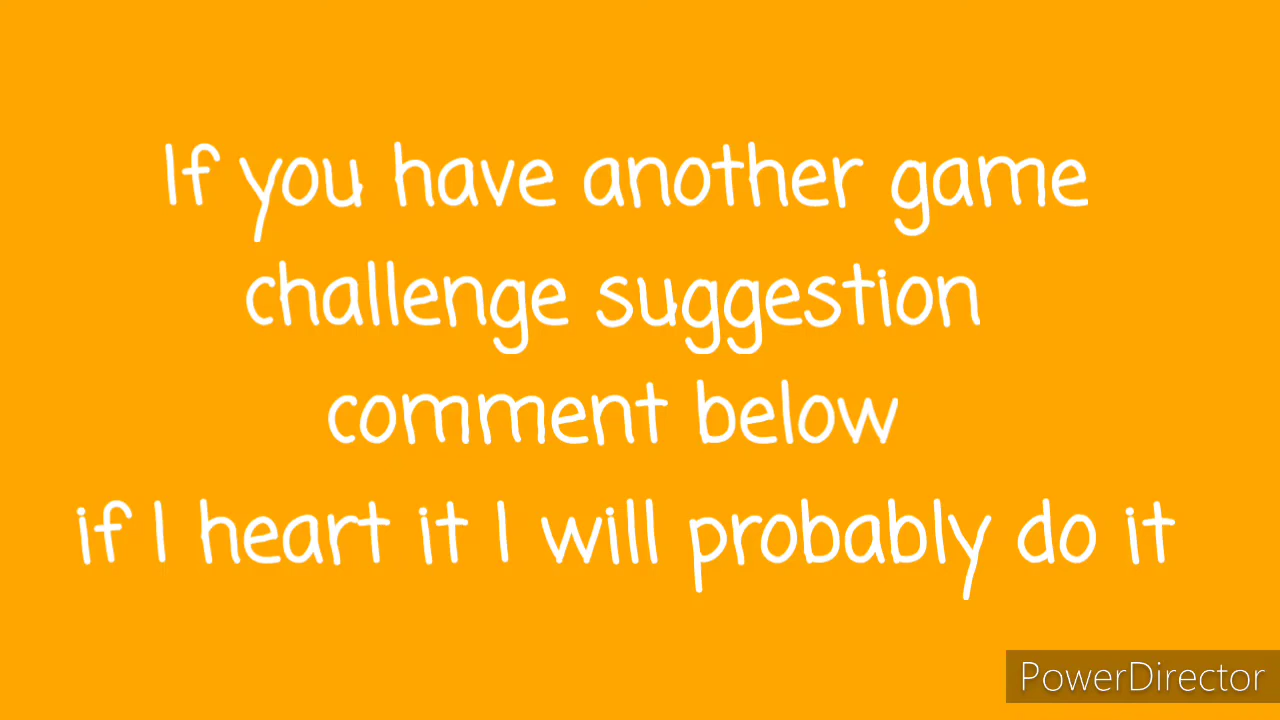 If you have another game
challenge suggestion
comment below
if I heart it I will probably do it
PowerDirector